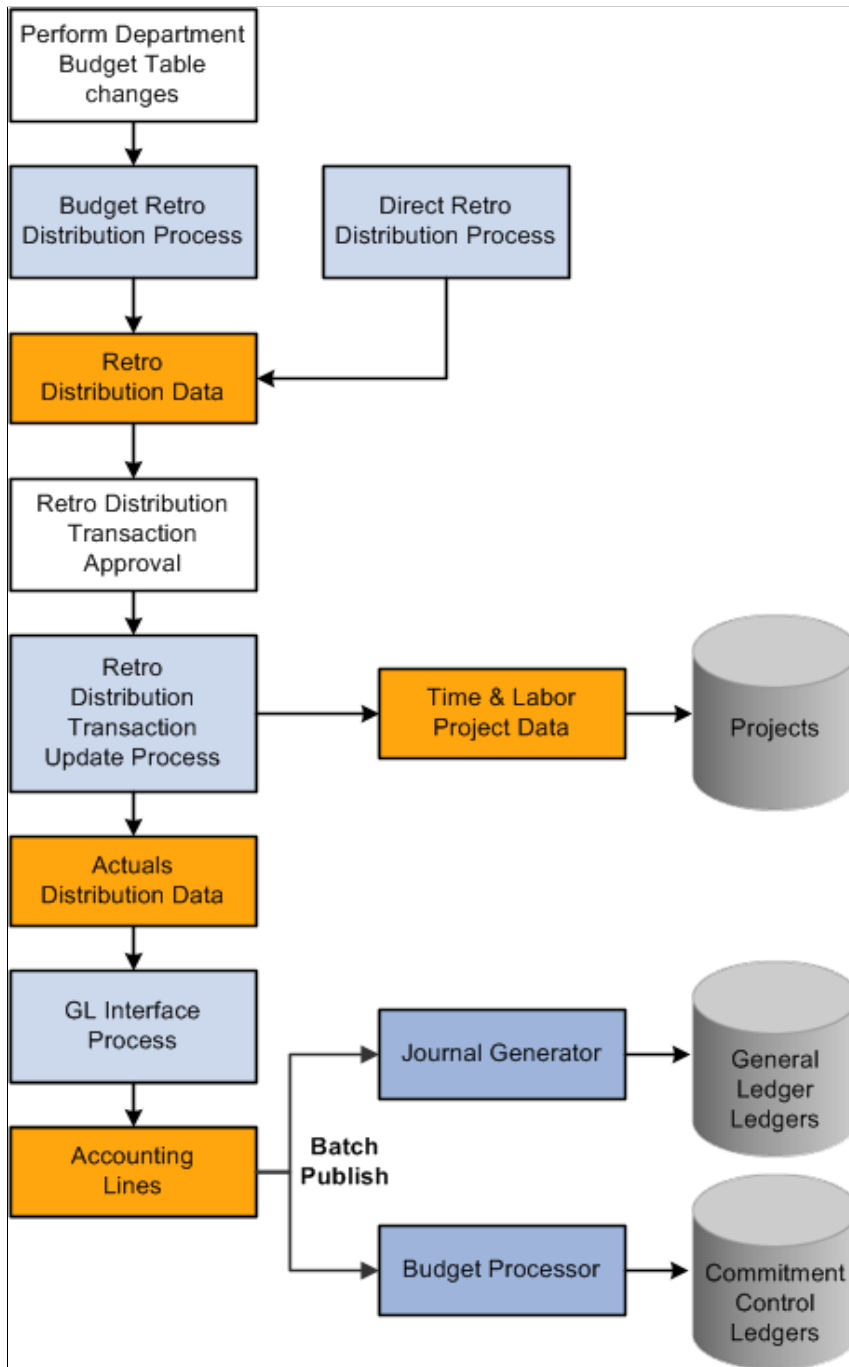 Perform Department
Budget Table
changes
Budget Retro
Distribution Process
Direct Retro
Distribution Process
Retro
Distribution Data
Retro Distribution
Transaction
Approval
Retro
Distribution
Transaction
Update Process
Time & Labor
Project Data
Projects
Actuals
Distribution Data
GL Interface
Process
Journal Generator
General
Ledger
Ledgers
Accounting
Lines
Batch
Publish
Budget Processor
Commitment
Control
Ledgers